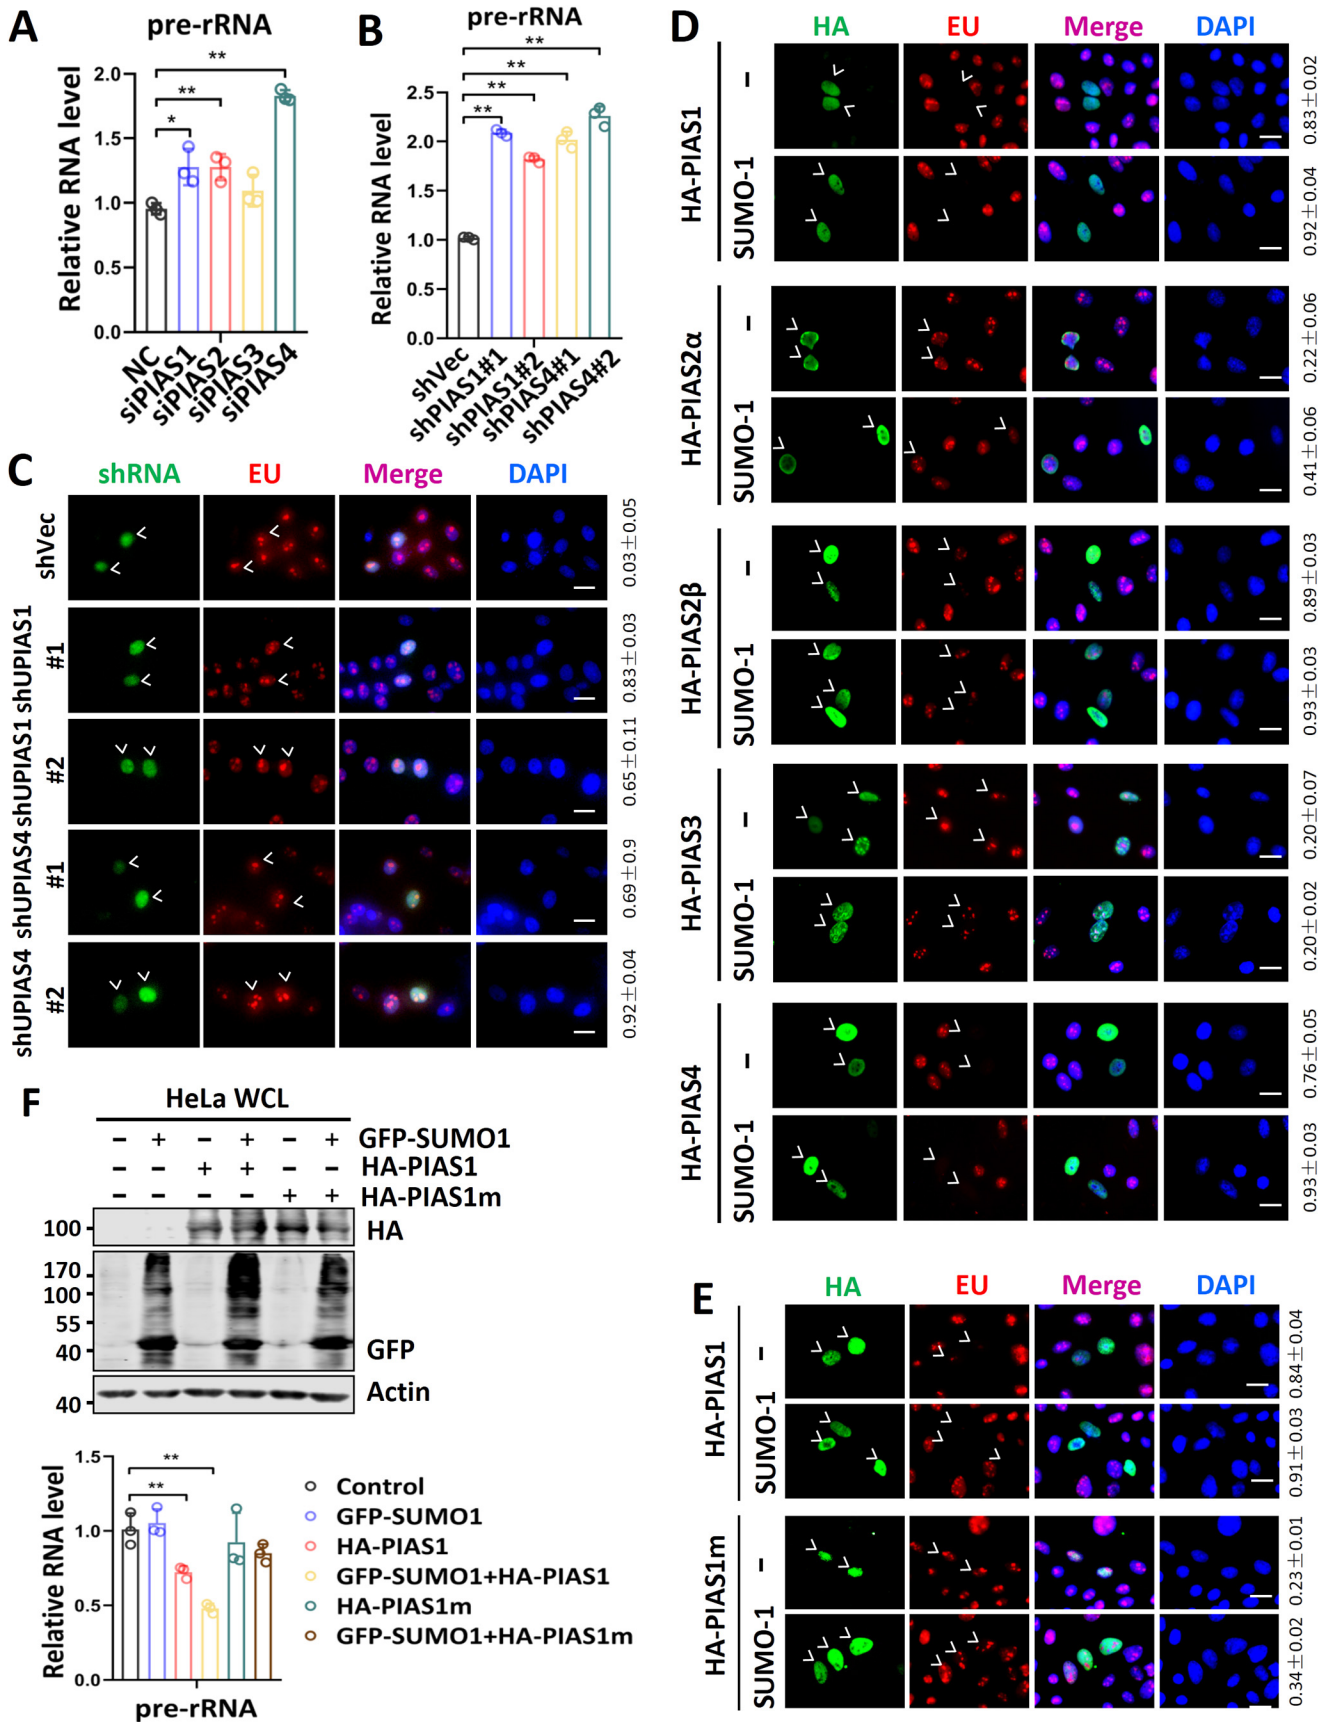 A
pre-rRNA
Relative RNA level
2.0
1.5
1.0
0.5
0.0
*
**
**
NC
siPIAS1
siPIAS2
siPIAS3
siPIAS4
B
pre-rRNA
Relative RNA level
2.5
2.0
1.5
1.0
0.5
0.0
**
**
**
**
shVec
shPIAS1#1
shPIAS1#2
shPIAS4#1
shPIAS4#2
C
shRNA EU Merge DAPI
shVec
0.03±0.05
shUPIAS1
#1
0.83±0.03
shUPIAS1
#2
0.65±0.11
shUPIAS4
#1
0.69±0.9
shUPIAS4
#2
0.92±0.04
D
HA EU Merge DAPI
HA-PIAS1
–
0.83±0.02
SUMO-1
0.92±0.04
HA-PIAS2α
–
0.22±0.06
SUMO-1
0.41±0.06
HA-PIAS2β
–
0.89±0.03
SUMO-1
0.93±0.03
HA-PIAS3
–
0.20±0.07
SUMO-1
0.20±0.02
HA-PIAS4
–
0.76±0.05
SUMO-1
0.93±0.03
E
HA EU Merge DAPI
HA-PIAS1
–
0.84±0.04
SUMO-1
0.91±0.03
HA-PIAS1m
–
0.23±0.01
SUMO-1
0.34±0.02
F
HeLa WCL
– + – + – + GFP-SUMO1
– – + + – – HA-PIAS1
– – – – + + HA-PIAS1m
100 HA
170
100
55
40
GFP
40 Actin
Relative RNA level
1.5
1.0
0.5
0.0
**
**
pre-rRNA
Control
GFP-SUMO1
HA-PIAS1
GFP-SUMO1+HA-PIAS1
HA-PIAS1m
GFP-SUMO1+HA-PIAS1m